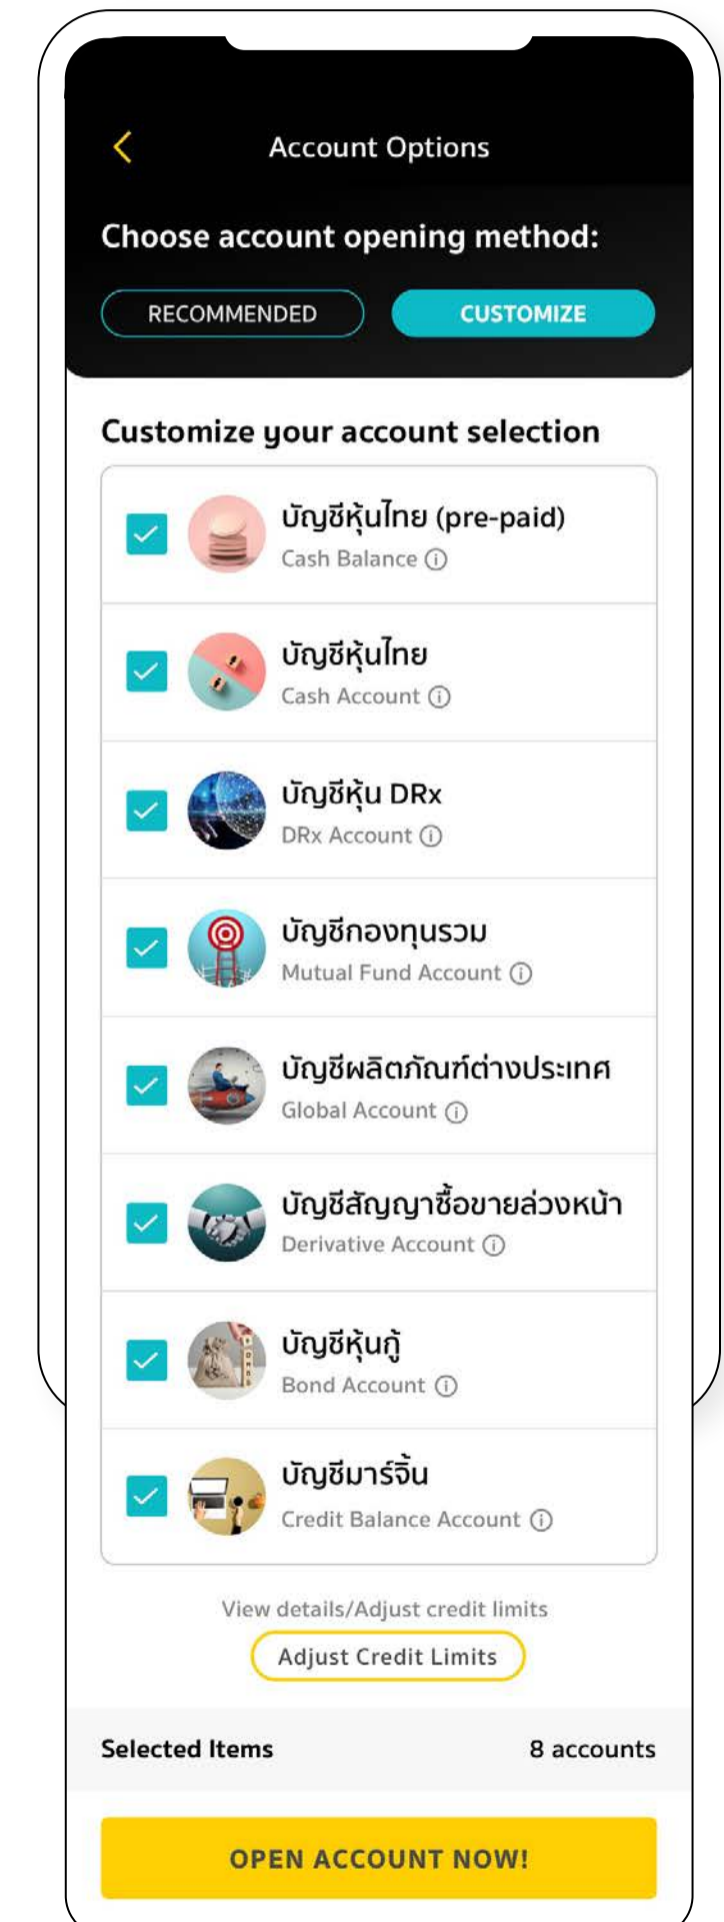 Account Options
Choose account opening method:
RECOMMENDED
CUSTOMIZE
Customize your account selection
บัญชีหุ้นไทย (pre-paid)
Cash Balance
บัญชีหุ้นไทย
Cash Account
บัญชีหุ้น DRx
DRx Account
บัญชีกองทุนรวม
Mutual Fund Account
บัญชีผลิตภัณฑ์ต่างประเทศ
Global Account
บัญชีสัญญาซื้อขายล่วงหน้า
Derivative Account
บัญชีหุ้นกู้
Bond Account
บัญชีมาร์จิ้น
Credit Balance Account
View details/Adjust credit limits
Adjust Credit Limits
Selected Items
8 accounts
OPEN ACCOUNT NOW!